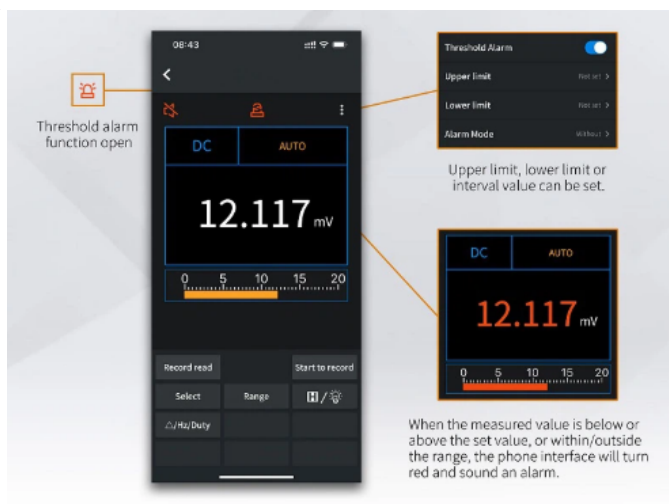 08:43
Threshold alarm
function open
DC
AUTO
12.117 mV
0 5 10 15 20
Record read
Start to record
Select
Range
H/
△/Hz/Duty
Threshold Alarm
Upper limit
Not set >
Lower limit
Not set >
Alarm Mode
Without >
Upper limit, lower limit or
interval value can be set.
DC
AUTO
12.117 mV
0 5 10 15 20
When the measured value is below or
above the set value, or within/outside
the range, the phone interface will turn
red and sound an alarm.